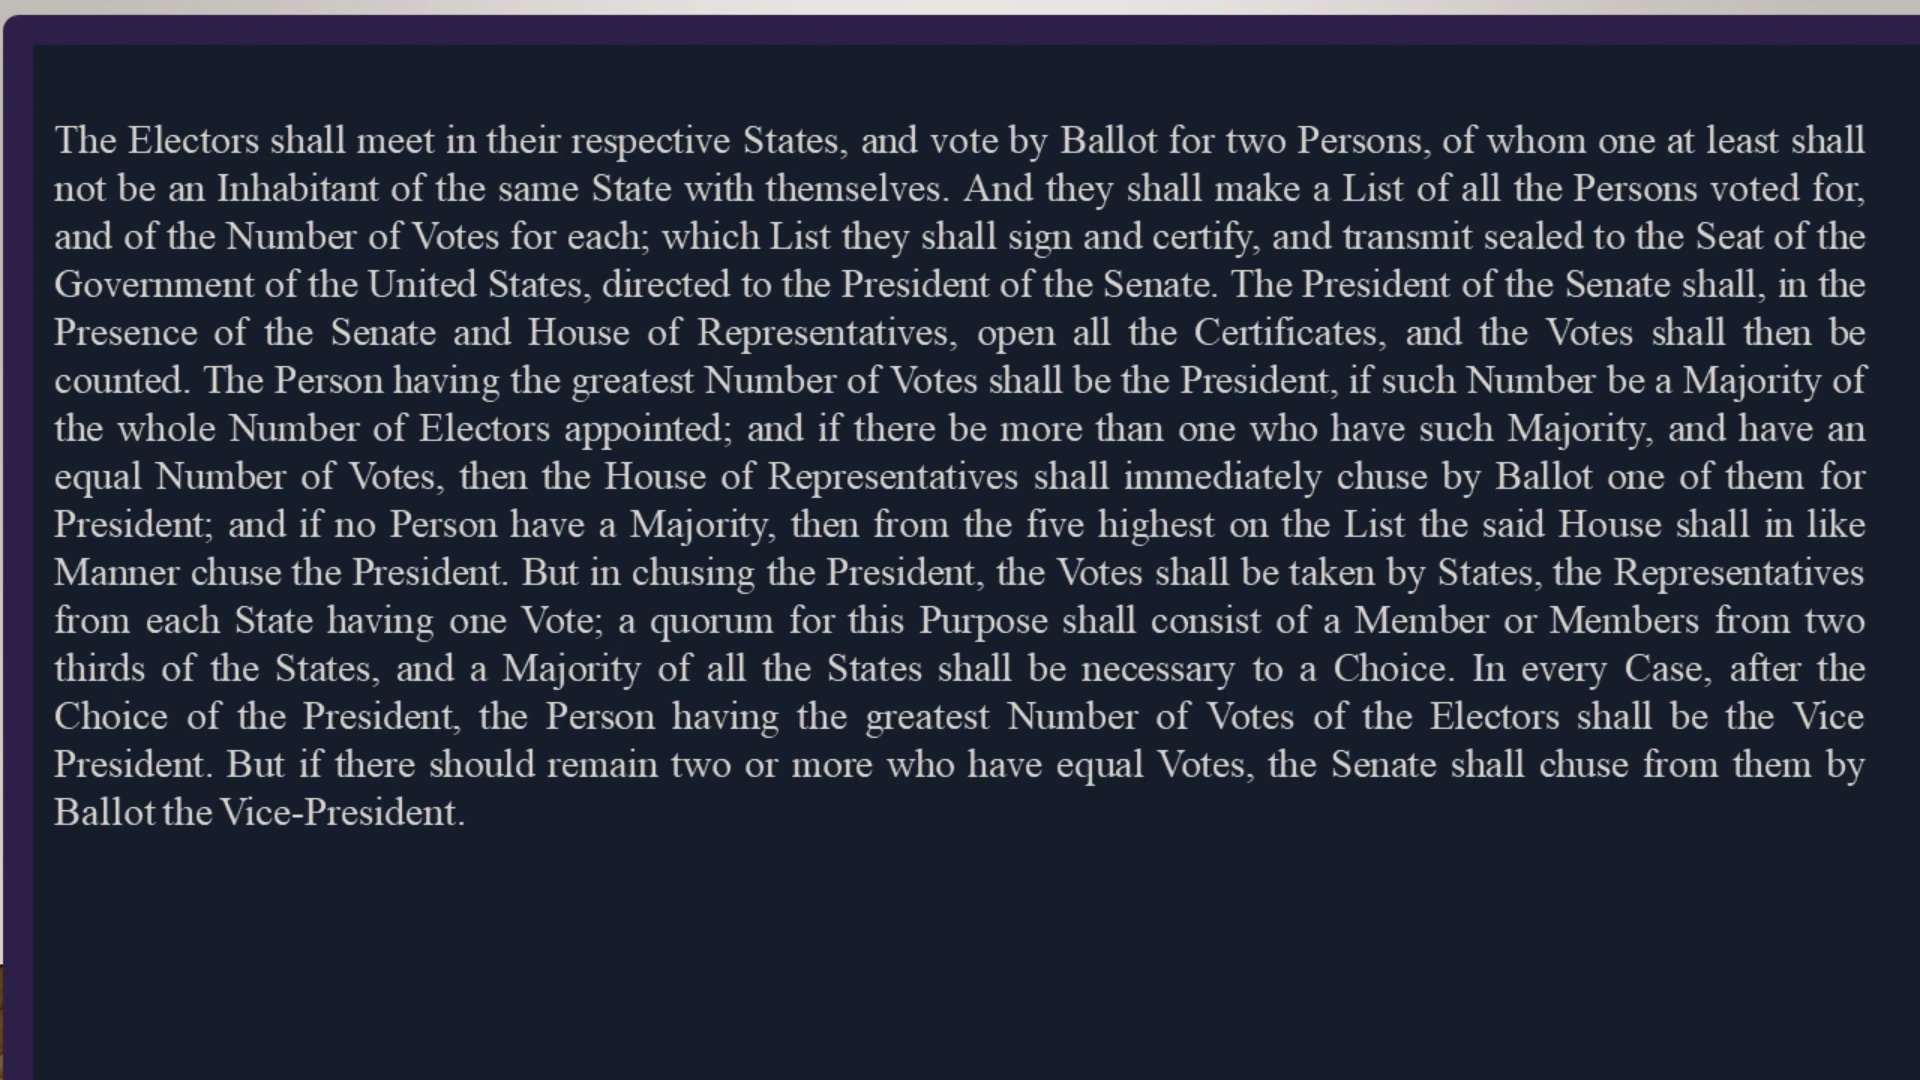 The Electors shall meet in their respective States, and vote by Ballot for two Persons, of whom one at least shall
not be an Inhabitant of the same State with themselves. And they shall make a List of all the Persons voted for,
and of the Number of Votes for each; which List they shall sign and certify, and transmit sealed to the Seat of the
Government of the United States, directed to the President of the Senate. The President of the Senate shall, in the
Presence of the Senate and House of Representatives, open all the Certificates, and the Votes shall then be
counted. The Person having the greatest Number of Votes shall be the President, if such Number be a Majority of
the whole Number of Electors appointed; and if there be more than one who have such Majority, and have an
equal Number of Votes, then the House of Representatives shall immediately chuse by Ballot one of them for
President; and if no Person have a Majority, then from the five highest on the List the said House shall in like
Manner chuse the President. But in chusing the President, the Votes shall be taken by States, the Representatives
from each State having one Vote; a quorum for this Purpose shall consist of a Member or Members from two
thirds of the States, and a Majority of all the States shall be necessary to a Choice. In every Case, after the
Choice of the President, the Person having the greatest Number of Votes of the Electors shall be the Vice
President. But if there should remain two or more who have equal Votes, the Senate shall chuse from them by
Ballot the Vice-President.